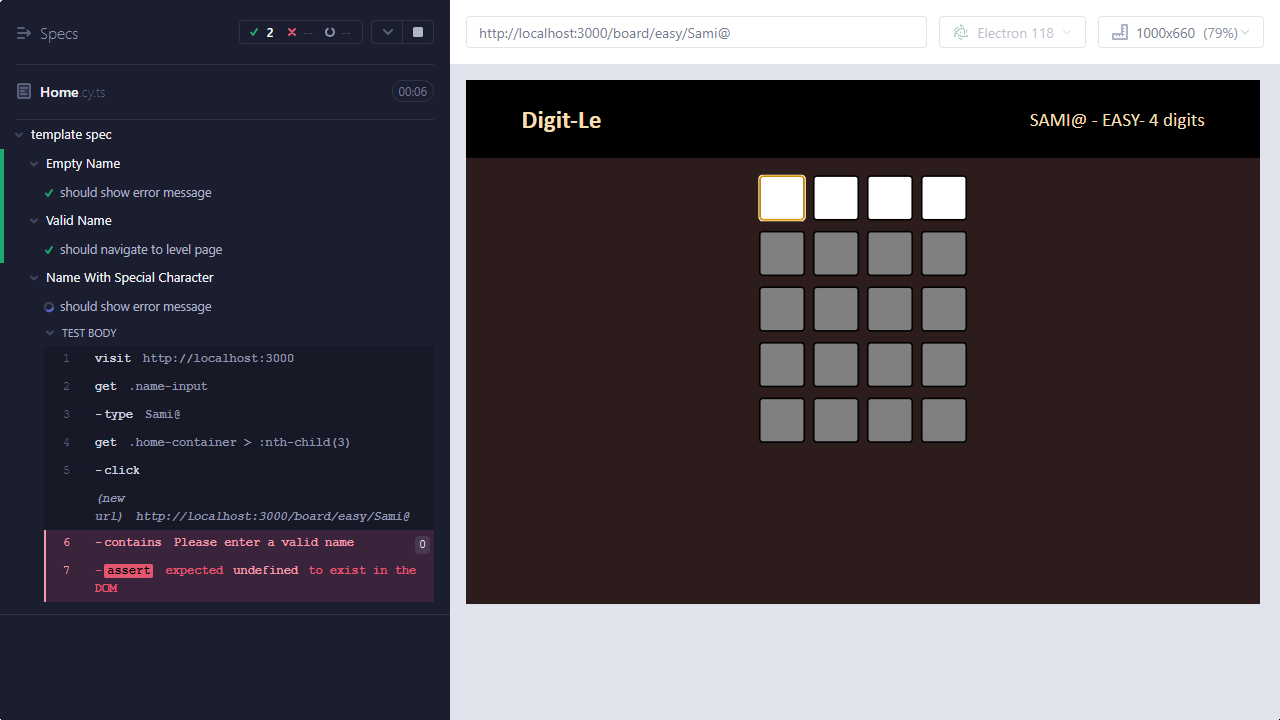 Specs
2
--
--
Home.cy.ts
00:06
template spec
Empty Name
should show error message
Valid Name
should navigate to level page
Name With Special Character
should show error message
TEST BODY
1 visit http://localhost:3000
2 get .name-input
3 -type Sami@
4 get .home-container > :nth-child(3)
5 -click
(new
url) http://localhost:3000/board/easy/Sami@
6 -contains Please enter a valid name 0
7 -assert expected undefined to exist in the
DOM
http://localhost:3000/board/easy/Sami@
Electron 118
1000x660 (79%)
Digit-Le
SAMI@ - EASY- 4 digits